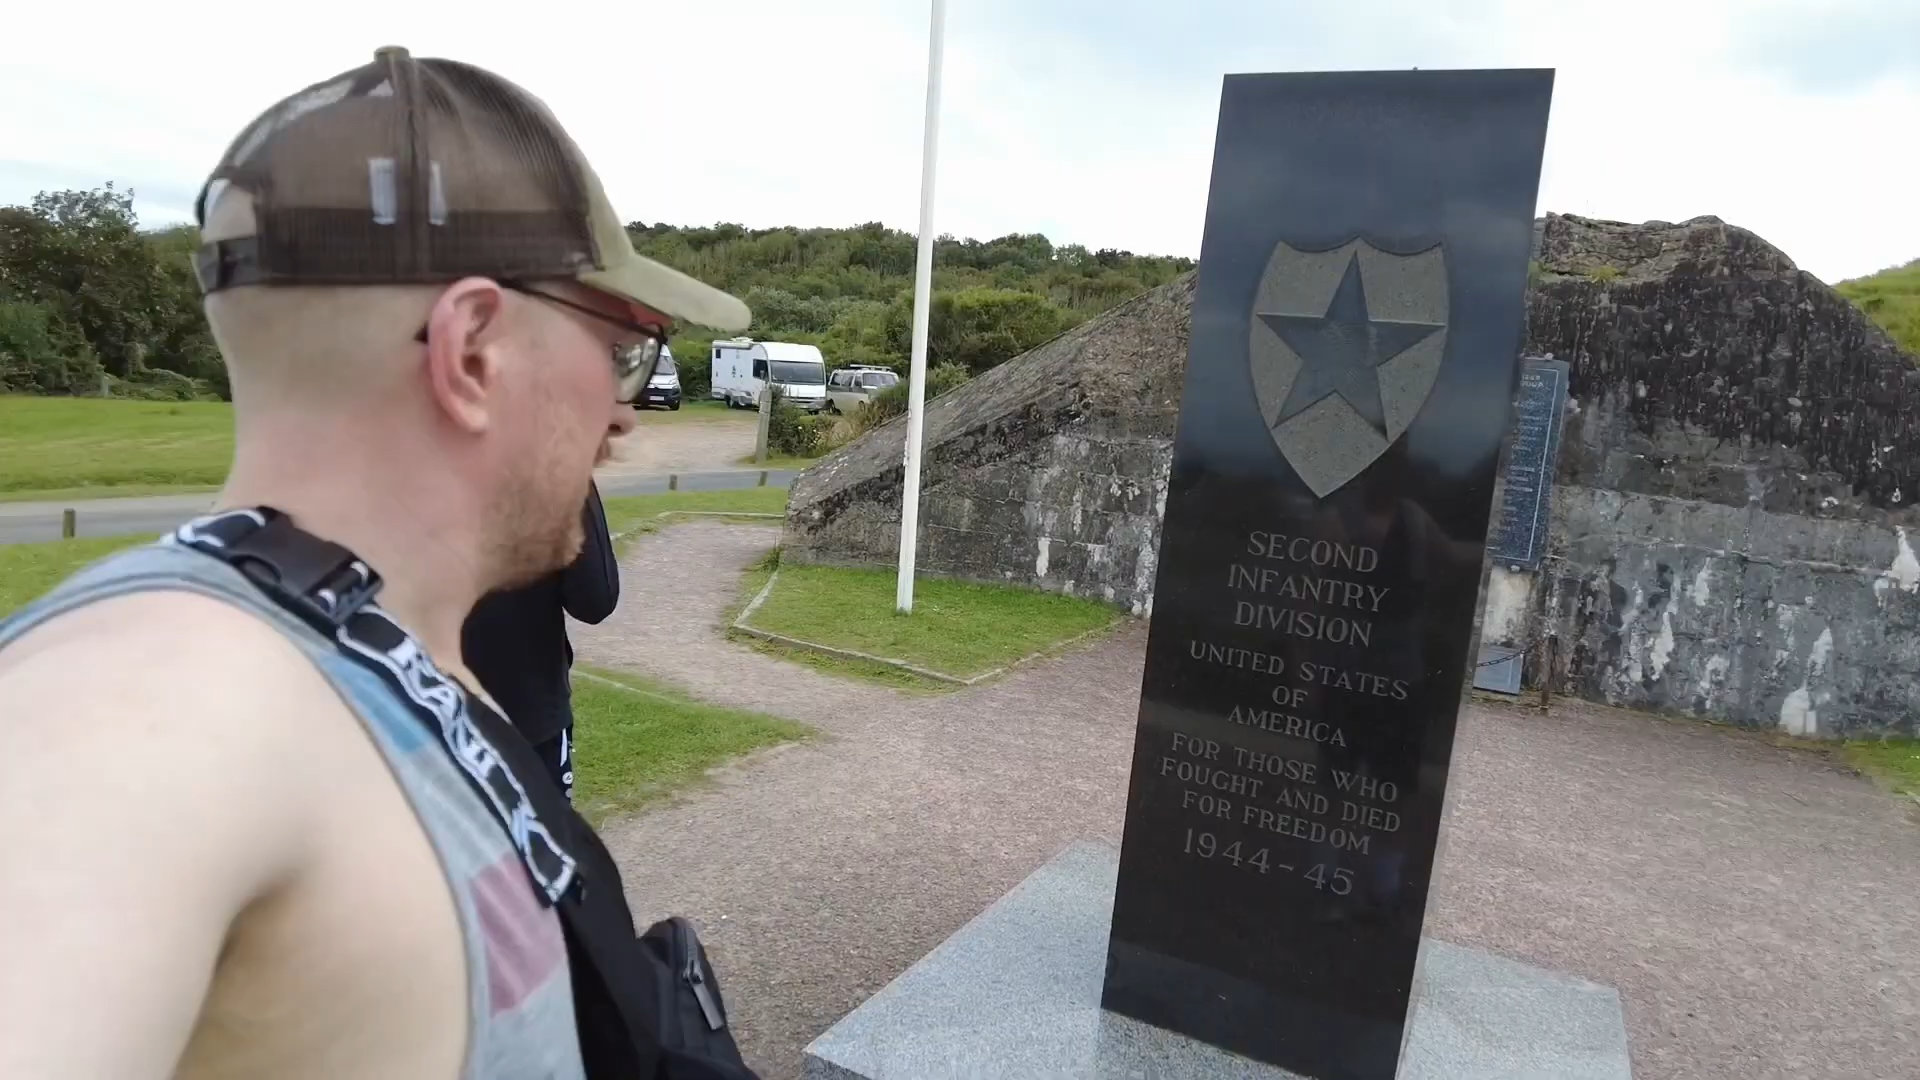 SECOND
INFANTRY
DIVISION
UNITED STATES
OF
AMERICA
FOR THOSE WHO
FOUGHT AND DIED
FOR FREEDOM
1944-45